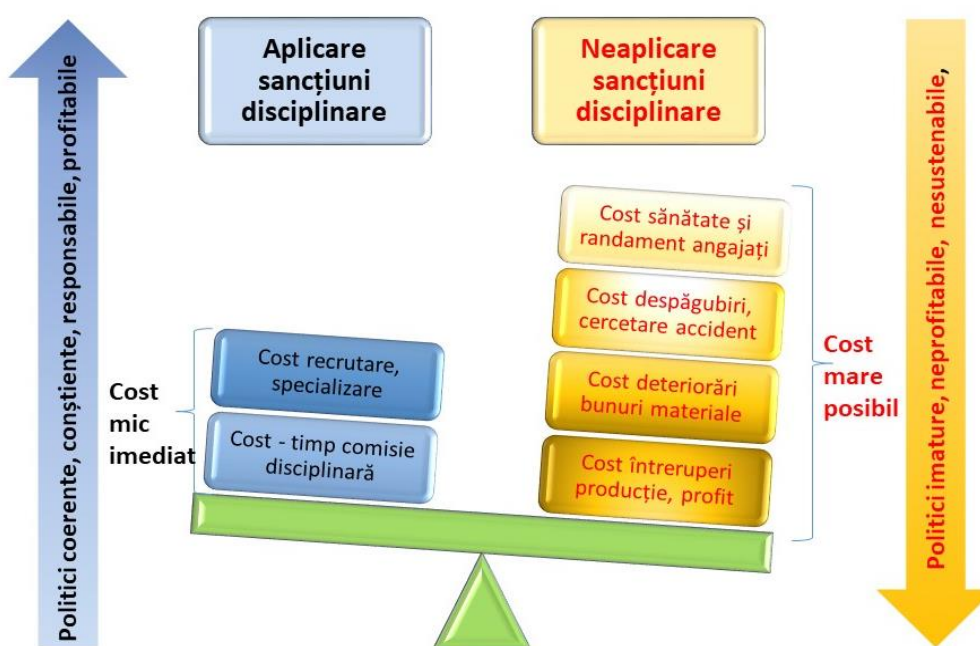 Politici coerente, conștiente, responsabile, profitabile
Aplicare
sancțiuni
disciplinare
Neaplicare
sancțiuni
disciplinare
Cost
mic
imediat
Cost recrutare,
specializare
Cost - timp comisie
disciplinară
Cost sănătate și
randament angajați
Cost despăgubiri,
cercetare accident
Cost deteriorări
bunuri materiale
Cost întreruperi
producție, profit
Cost
mare
posibil
Politici imature, neprofitabile, nesustenabile,